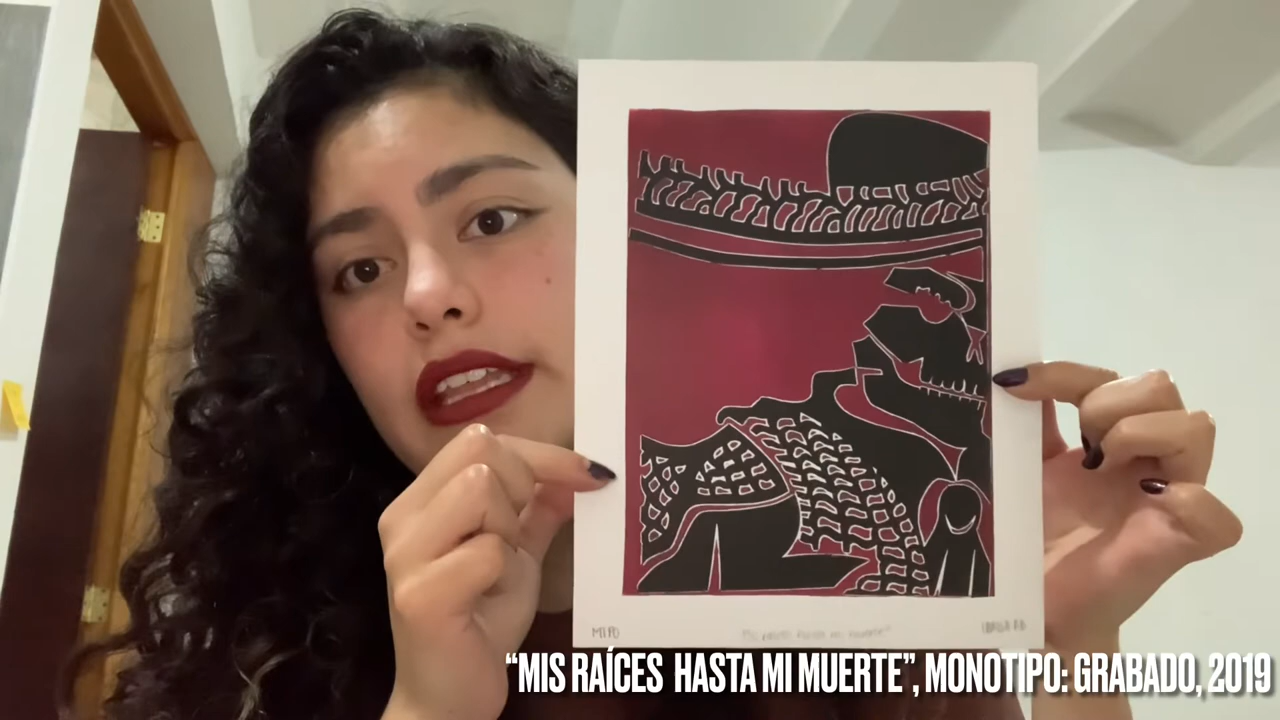 “MIS RAÍCES HASTA MI MUERTE”, MONOTIPO: GRABADO, 2019